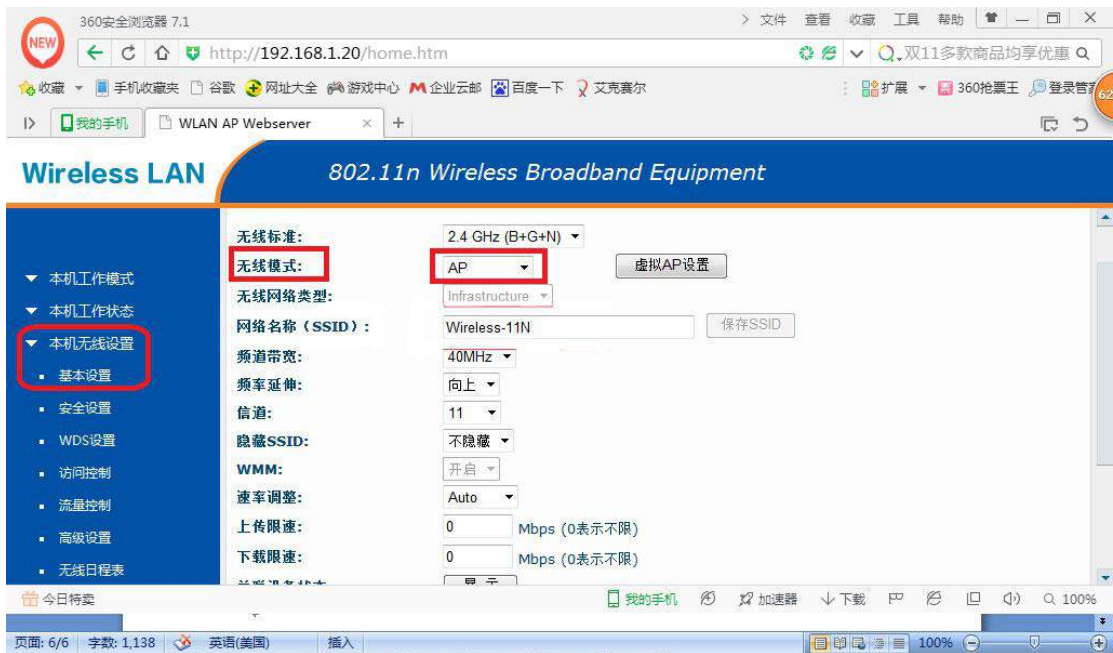 360安全浏览器 7.1
文件 查看 收藏 工具 帮助
NEW
http://192.168.1.20/home.htm
双11多款商品均享优惠
收藏 手机收藏夹 谷歌 网址大全 游戏中心 企业云邮 百度一下 艾克赛尔 扩展 360抢票王 登录管
62
我的手机 WLAN AP Webserver
Wireless LAN 802.11n Wireless Broadband Equipment
本机工作模式
本机工作状态
本机无线设置
基本设置
安全设置
WDS设置
访问控制
流量控制
高级设置
无线日程表
无线标准: 2.4 GHz (B+G+N)
无线模式: AP 虚拟AP设置
无线网络类型: Infrastructure
网络名称（SSID）: Wireless-11N 保存SSID
频道带宽: 40MHz
频率延伸: 向上
信道: 11
隐藏SSID: 不隐藏
WMM: 开启
速率调整: Auto
上传限速: 0 Mbps (0表示不限)
下载限速: 0 Mbps (0表示不限)
显示
今日特卖 我的手机 加速器 下载 100%
页面: 6/6 字数: 1,138 英语(美国) 插入 100%